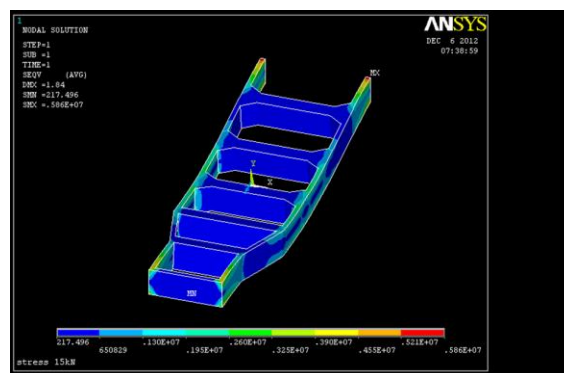 1
NODAL SOLUTION
STEP=1
SUB =1
TIME=1
SEQV (AVG)
DMX =1.84
SMN =217.496
SMX =.586E+07
ANSYS
DEC 6 2012
07:38:59
MX
Y
X
MN
217.496 .130E+07 .260E+07 .390E+07 .521E+07
650829 .195E+07 .325E+07 .455E+07 .586E+07
stress 15kN